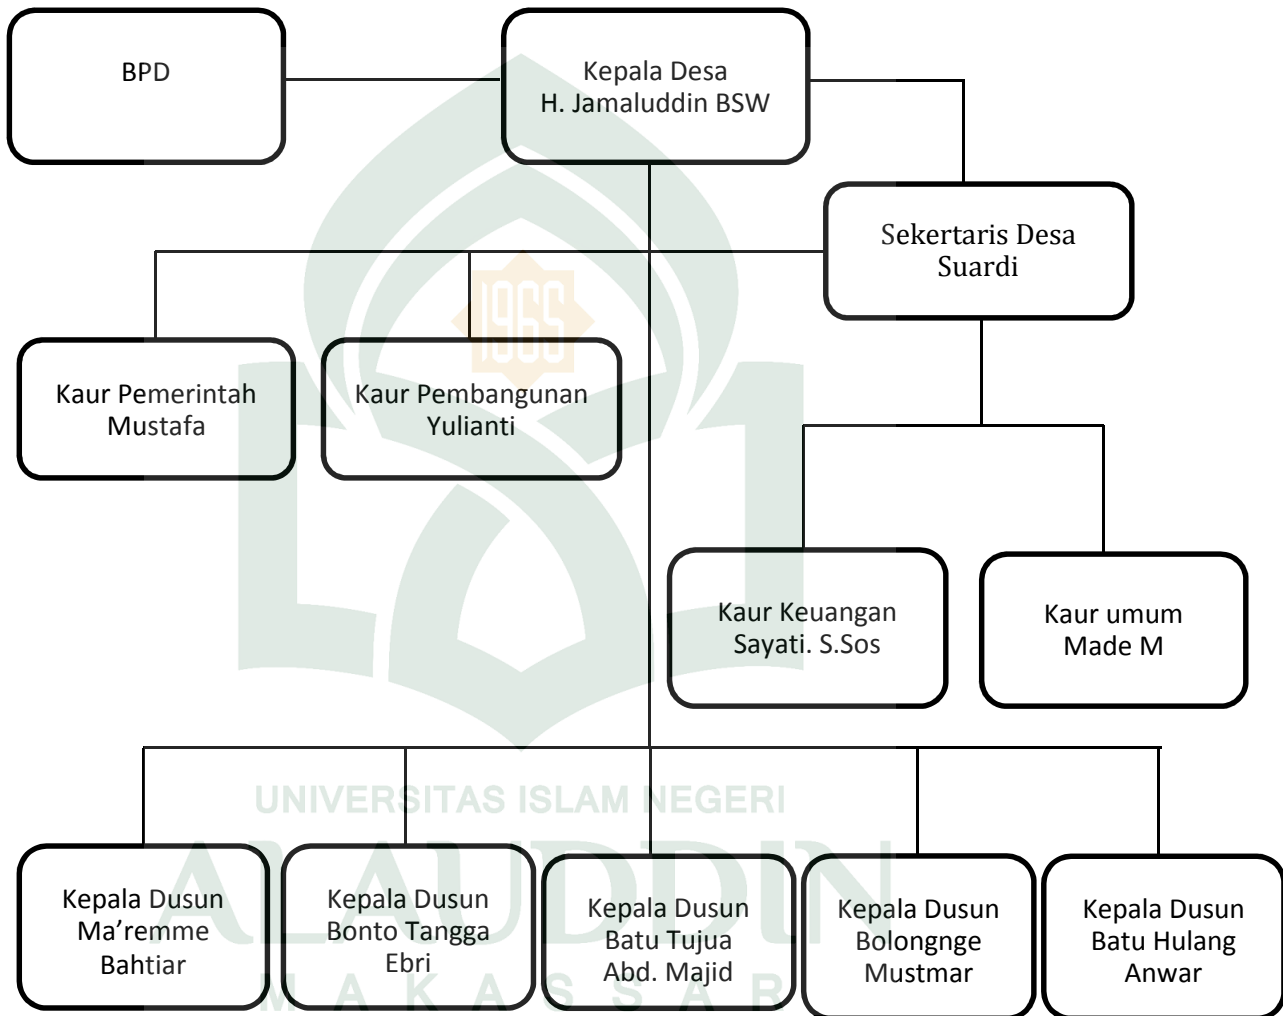 BPD
Kepala Desa
H. Jamaluddin BSW
Sekertaris Desa
Suardi
1965
Kaur Pemerintah
Mustafa
Kaur Pembangunan
Yulianti
Kaur Keuangan
Sayati. S.Sos
Kaur umum
Made M
UNIVERSITAS ISLAM NEGERI
ALAUDDIN
MAKASSAR
Kepala Dusun
Ma’remme
Bahtiar
Kepala Dusun
Bonto Tangga
Ebri
Kepala Dusun
Batu Tujua
Abd. Majid
Kepala Dusun
Bolongnge
Mustmar
Kepala Dusun
Batu Hulang
Anwar